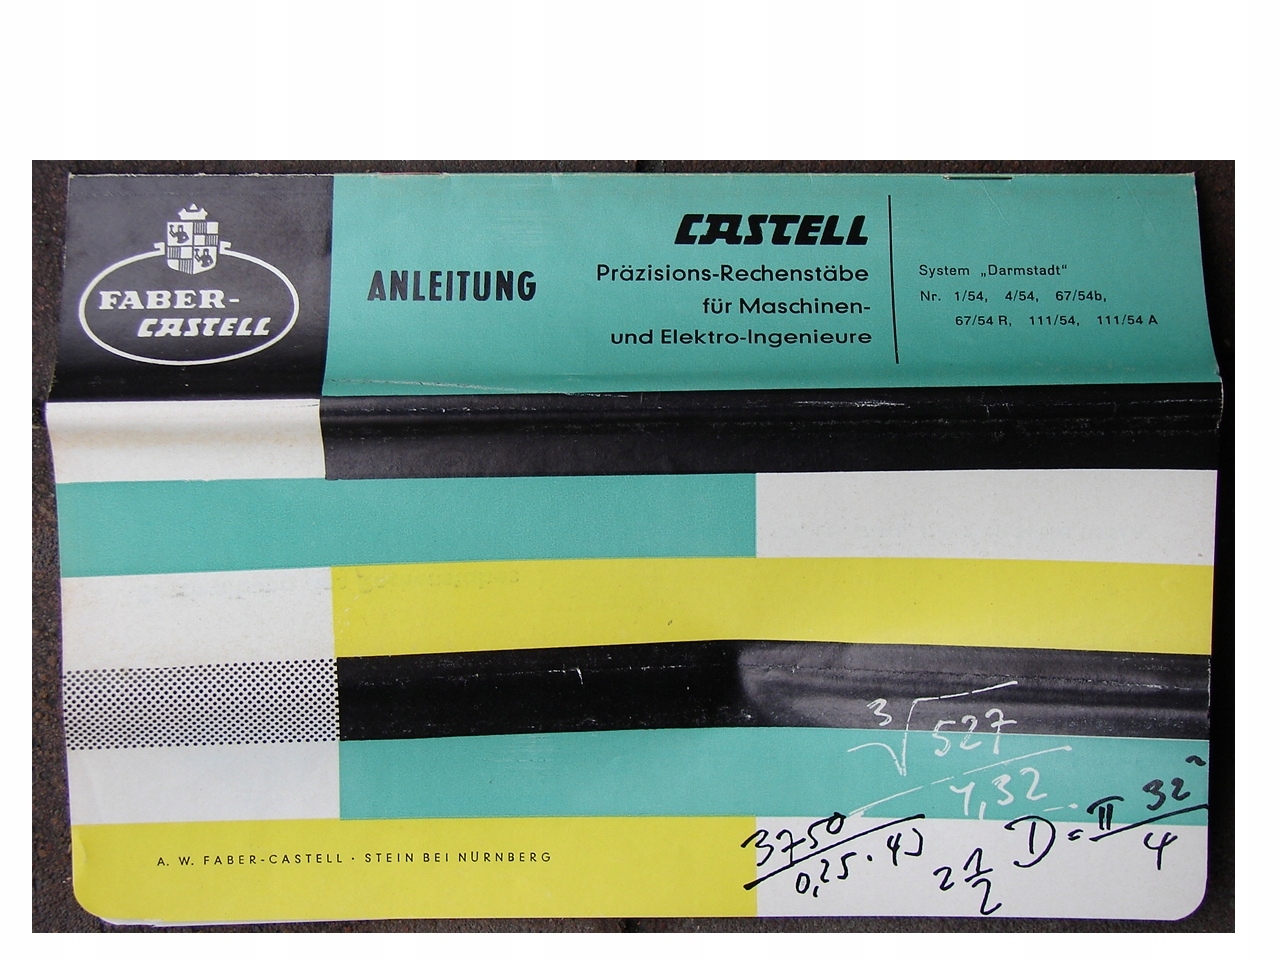 FABER-
CASTELL
ANLEITUNG
CASTELL
Präzisions-Rechenstäbe
für Maschinen-
und Elektro-Ingenieure
System „Darmstadt“
Nr. 1/54, 4/54, 67/54b,
67/54 R, 111/54, 111/54 A
3√527
4,32
3750
0,25 · 45
2 1/2
D = π 32²
4
A. W. FABER-CASTELL · STEIN BEI NÜRNBERG